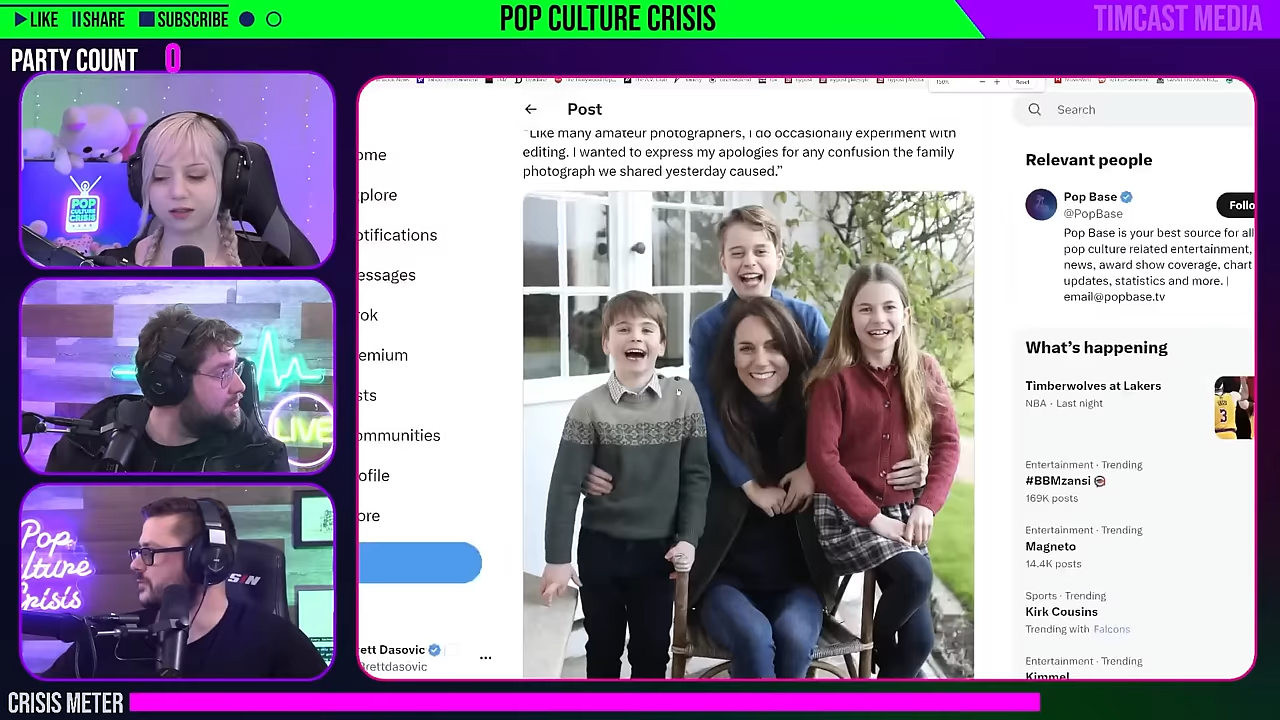 LIKE SHARE SUBSCRIBE
POP CULTURE CRISIS
TIMCAST MEDIA
PARTY COUNT 0
POP
CULTURE
CRISIS
LIVE
Pop
ulture
Crisis
150%
Reset
Post
"Like many amateur photographers, I do occasionally experiment with
editing. I wanted to express my apologies for any confusion the family
photograph we shared yesterday caused."
ome
plore
otifications
essages
rok
emium
sts
ommunities
ofile
ore
ett Dasovic
rettdasovic
Search
Relevant people
Pop Base
@PopBase
Follo
Pop Base is your best source for all
pop culture related entertainment,
news, award show coverage, chart
updates, statistics and more. |
email@popbase.tv
What's happening
Timberwolves at Lakers
NBA · Last night
3
Entertainment · Trending
#BBMzansi
169K posts
Entertainment · Trending
Magneto
14.4K posts
Sports · Trending
Kirk Cousins
Trending with Falcons
Entertainment · Trending
Kimmel
CRISIS METER